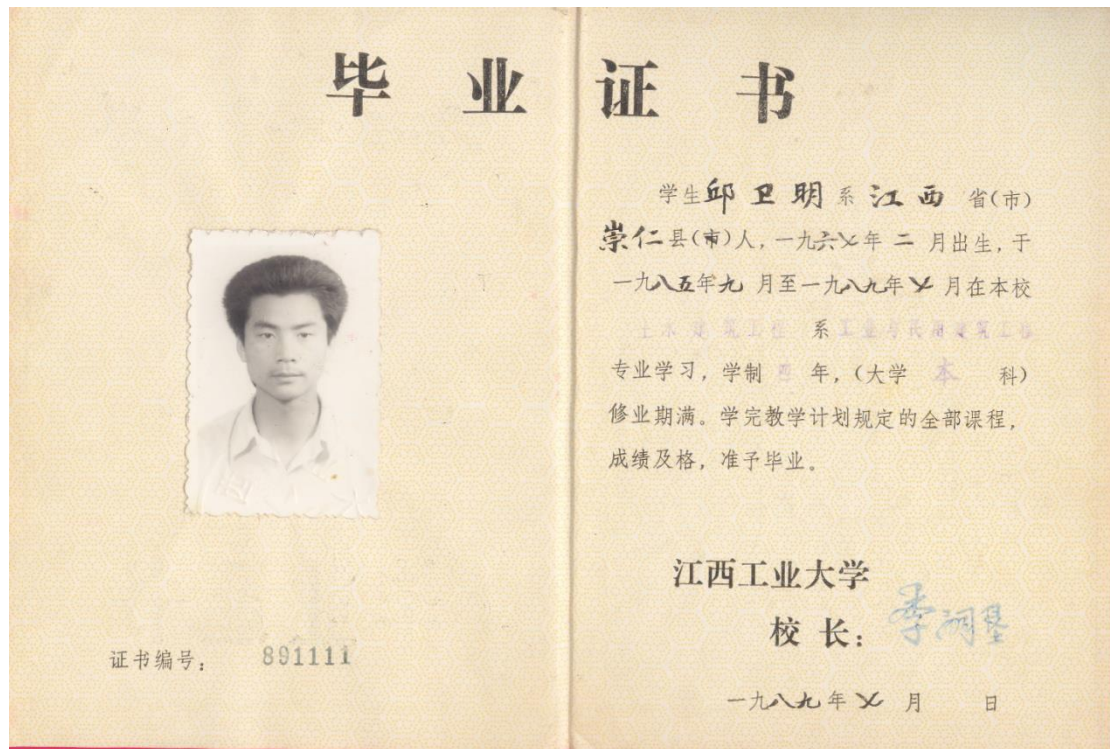 毕业证书
学生邱卫明系江西省(市)
崇仁县(市)人，一九六七年二月出生，于
一九八五年九月至一九八九年七月在本校
土木建筑工程系工业与民用建筑工程
专业学习，学制四年，(大学本科)
修业期满。学完教学计划规定的全部课程，
成绩及格，准予毕业。
江西工业大学
校长：
一九八九年七月 日
证书编号：891111